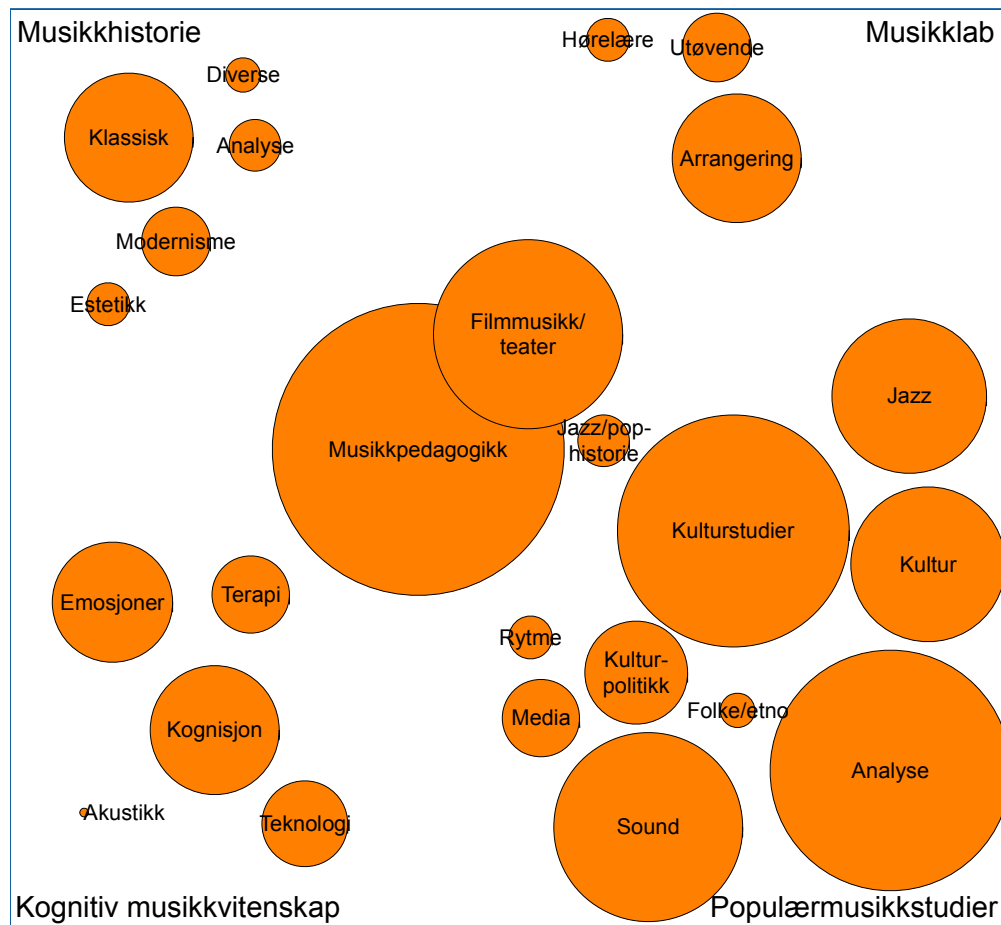 Musikkhistorie
Musikklab
Hørelære
Utøvende
Diverse
Klassisk
Analyse
Arrangering
Modernisme
Estetikk
Filmmusikk/
teater
Jazz
Musikkpedagogikk
Jazz/pop-
historie
Kulturstudier
Kultur
Emosjoner
Terapi
Rytme
Kultur-
politikk
Kognisjon
Media
Folke/etno
Analyse
Akustikk
Teknologi
Sound
Kognitiv musikkvitenskap
Populærmusikkstudier